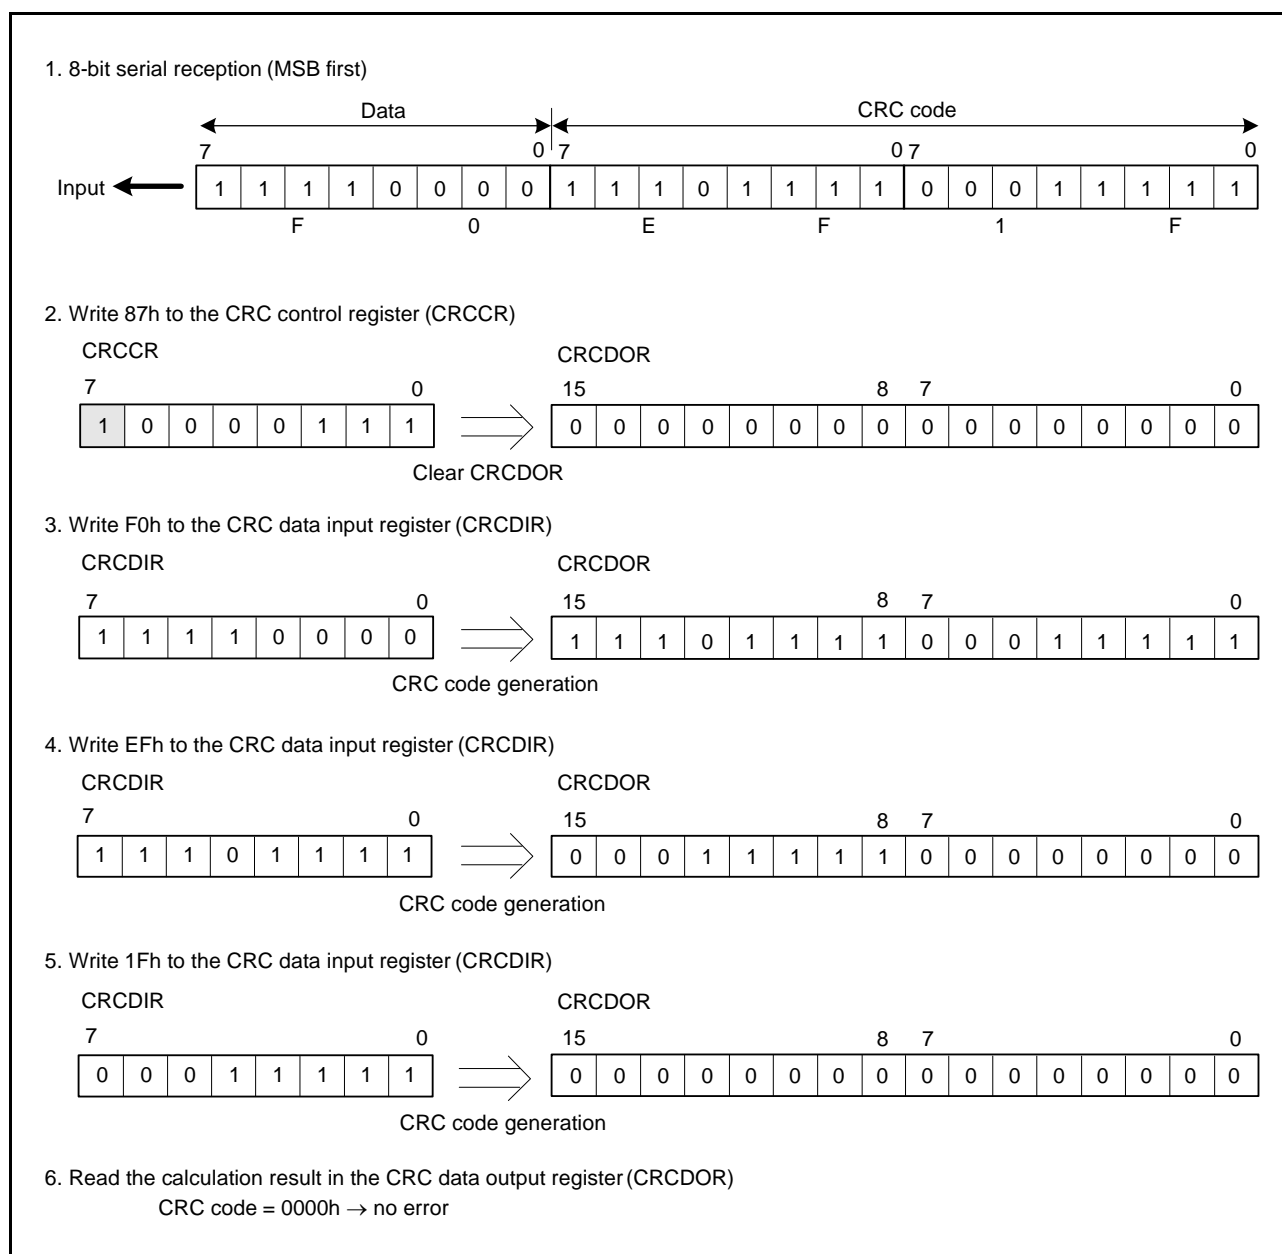 1. 8-bit serial reception (MSB first)
Data CRC code
7 0 7 0 7 0
Input 1 1 1 1 0 0 0 0 1 1 1 0 1 1 1 1 0 0 0 1 1 1 1 1
F 0 E F 1 F
2. Write 87h to the CRC control register (CRCCR)
CRCCR CRCDOR
7 0 15 8 7 0
1 0 0 0 0 1 1 1 0 0 0 0 0 0 0 0 0 0 0 0 0 0 0 0
Clear CRCDOR
3. Write F0h to the CRC data input register (CRCDIR)
CRCDIR CRCDOR
7 0 15 8 7 0
1 1 1 1 0 0 0 0 1 1 1 0 1 1 1 1 0 0 0 1 1 1 1 1
CRC code generation
4. Write EFh to the CRC data input register (CRCDIR)
CRCDIR CRCDOR
7 0 15 8 7 0
1 1 1 0 1 1 1 1 0 0 0 1 1 1 1 1 0 0 0 0 0 0 0 0
CRC code generation
5. Write 1Fh to the CRC data input register (CRCDIR)
CRCDIR CRCDOR
7 0 15 8 7 0
0 0 0 1 1 1 1 1 0 0 0 0 0 0 0 0 0 0 0 0 0 0 0 0
CRC code generation
6. Read the calculation result in the CRC data output register (CRCDOR)
CRC code = 0000h → no error